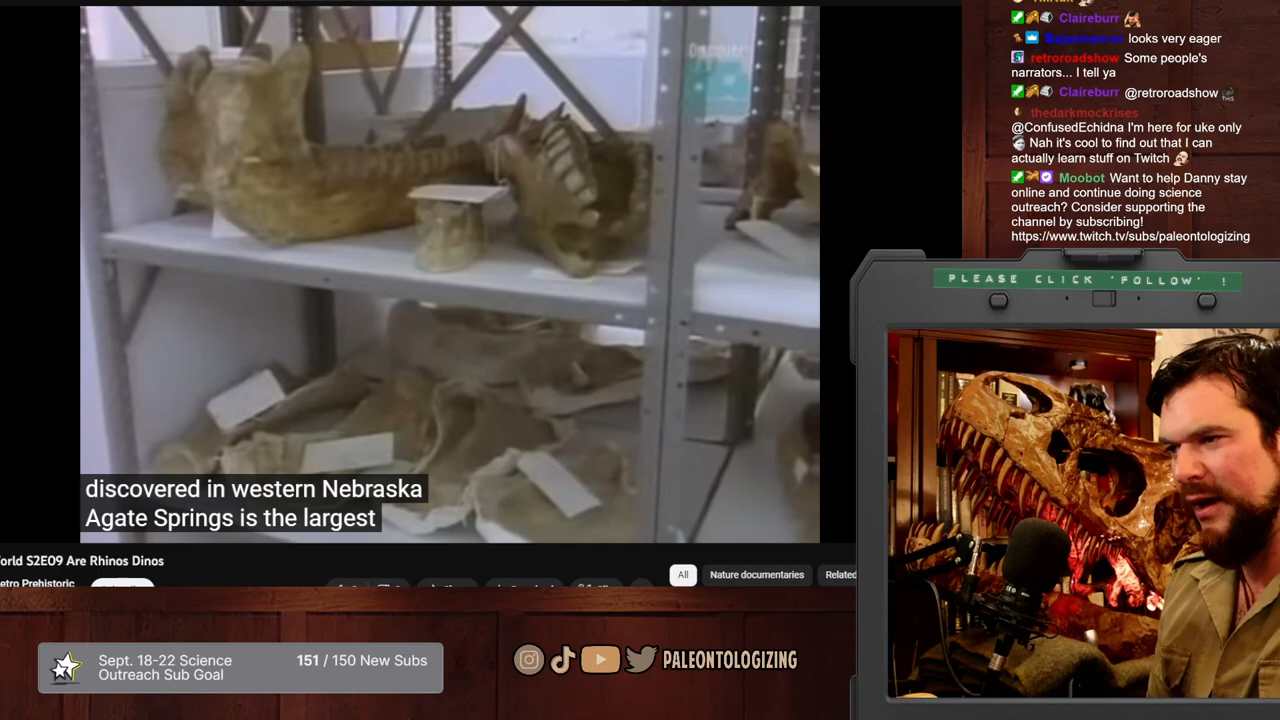 Claireburr
looks very eager
retroroadshow Some people's
narrators... I tell ya
Claireburr @retroroadshow
thedarkmockrises
@ConfusedEchidna I'm here for uke only
Nah it's cool to find out that I can
actually learn stuff on Twitch
Moobot Want to help Danny stay
online and continue doing science
outreach? Consider supporting the
channel by subscribing!
https://www.twitch.tv/subs/paleontologizing
PLEASE CLICK "FOLLOW" !
discovered in western Nebraska
Agate Springs is the largest
orld S2E09 Are Rhinos Dinos
etro Prehistoric
All
Nature documentaries
Related
Sept. 18-22 Science
Outreach Sub Goal
151 / 150 New Subs
PALEONTOLOGIZING